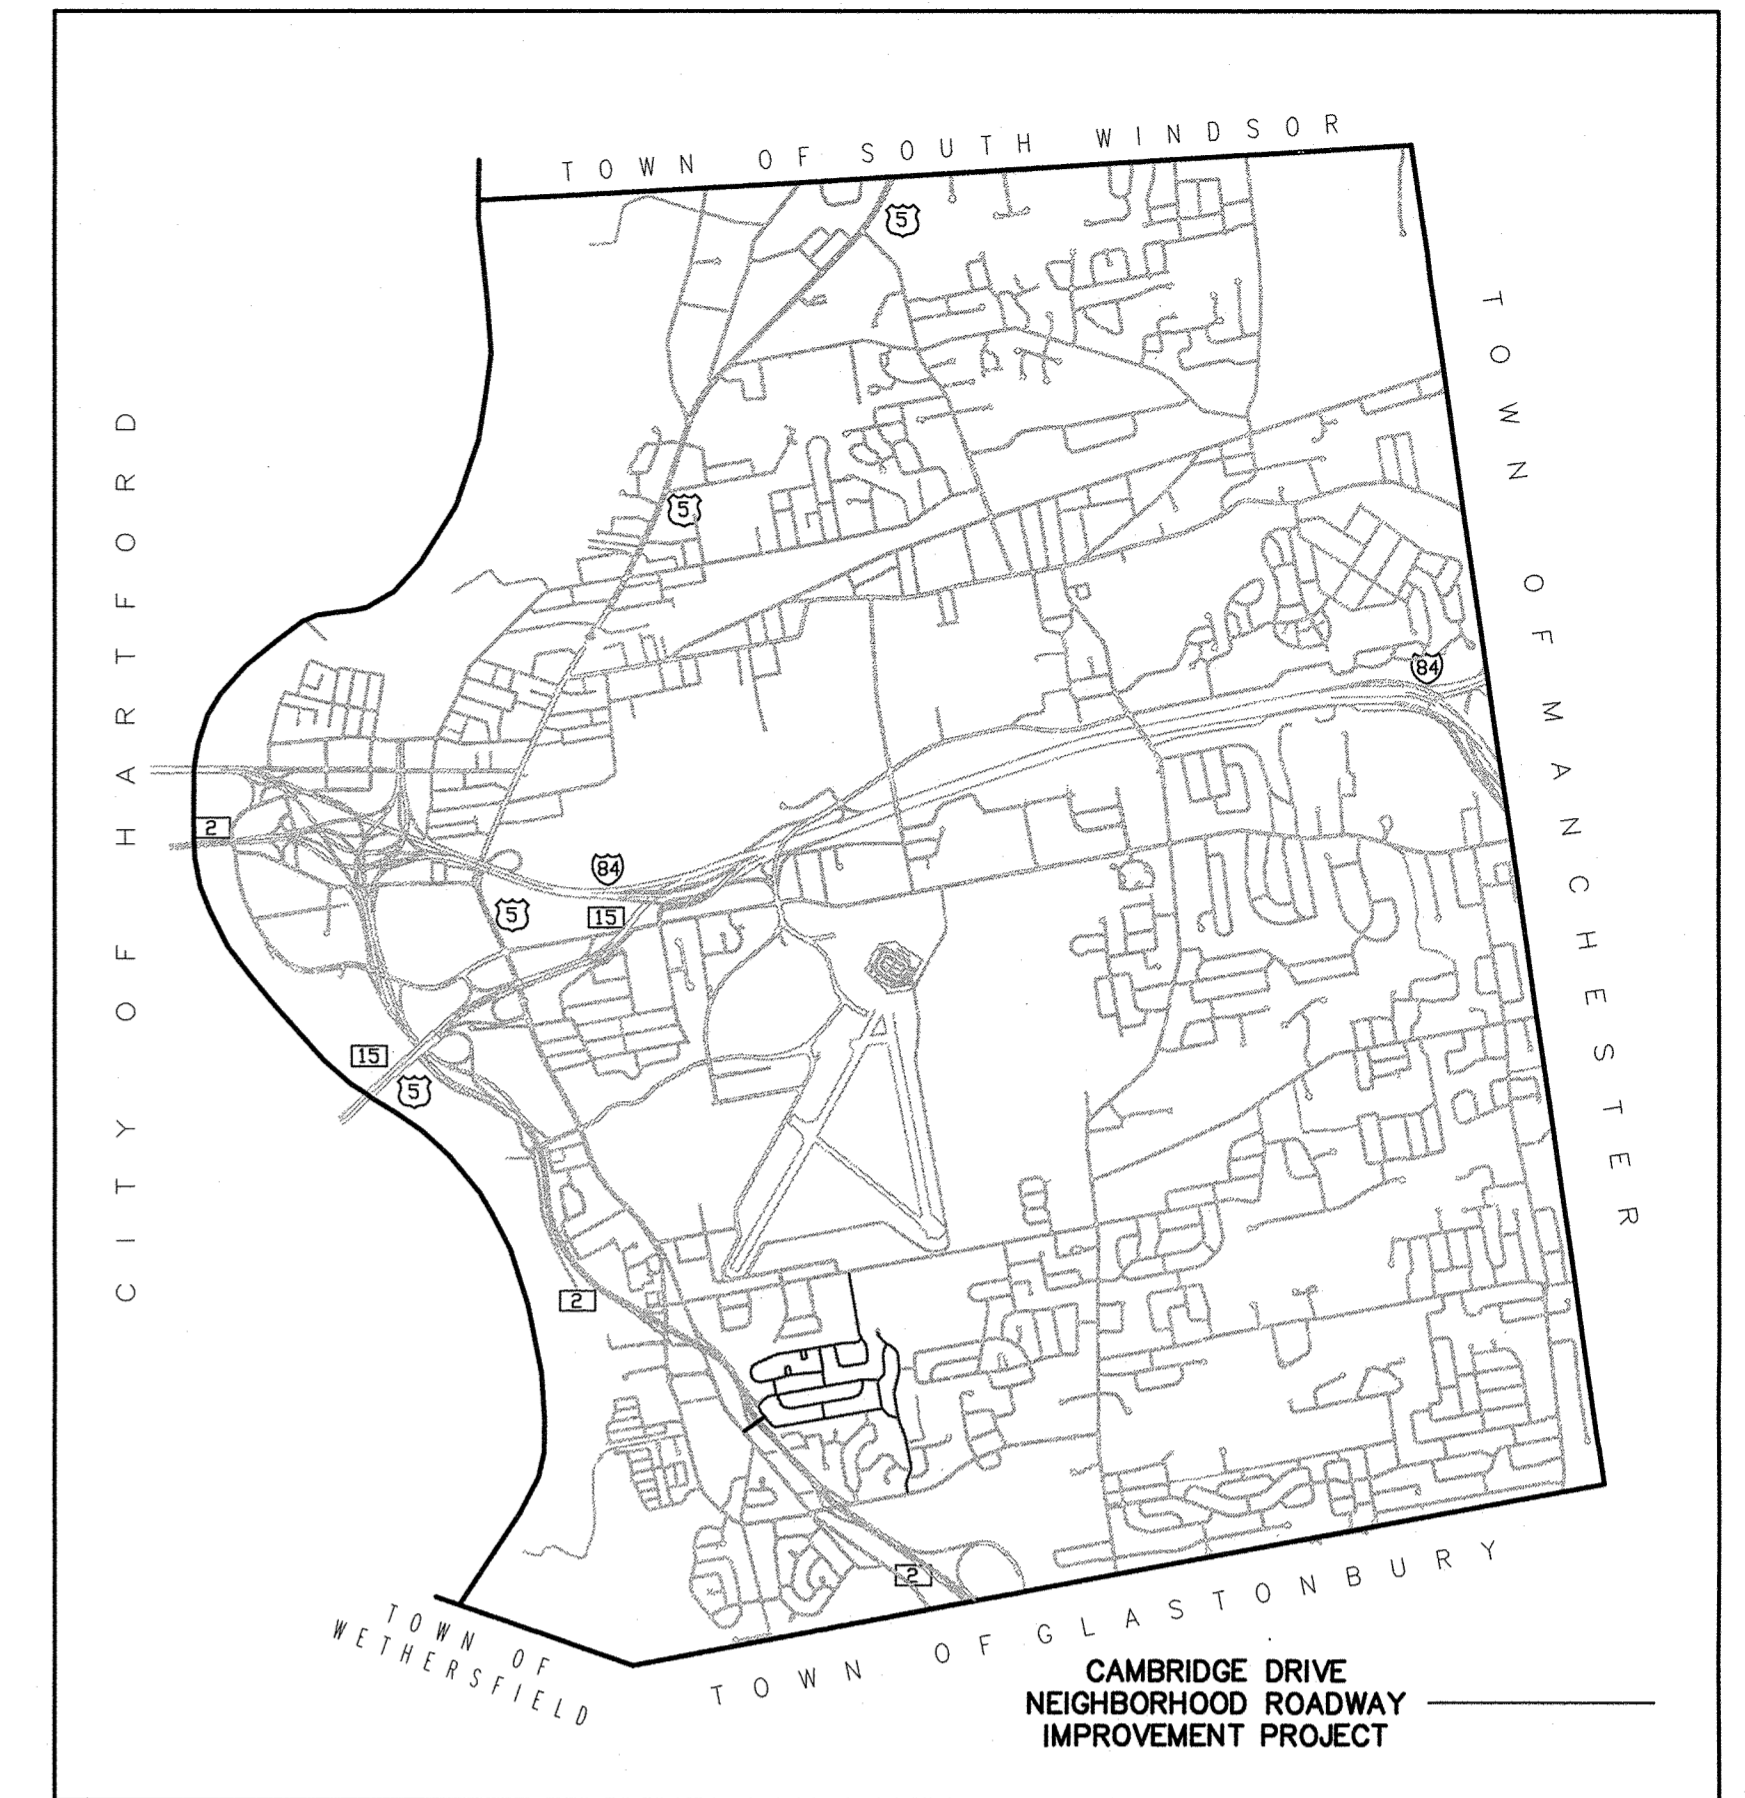 TOWN OF SOUTH WINDSOR
5
TOWN OF MANCHESTER
CITY OF HARTFORD
5
84
2
84
5
15
15
5
2
2
TOWN OF
WETHERSFIELD
TOWN OF GLASTONBURY
CAMBRIDGE DRIVE
NEIGHBORHOOD ROADWAY
IMPROVEMENT PROJECT